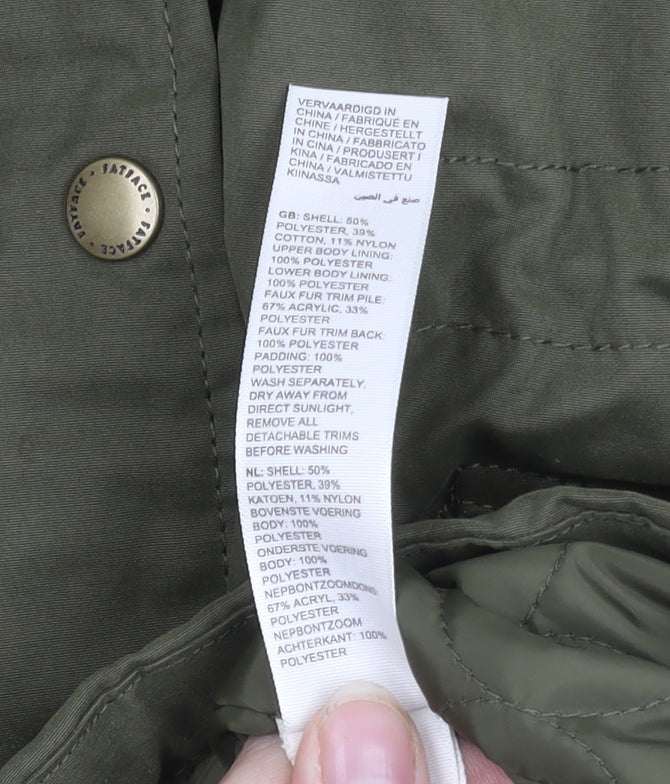 FATFACE • FATFACE •
VERVAARDIGD IN
CHINA / FABRIQUÉ EN
CHINE / HERGESTELLT
IN CHINA / FABBRICATO
IN CINA / PRODUSERT I
KINA / FABRICADO EN
CHINA / VALMISTETTU
KIINASSA
صنع في الصين
GB: SHELL: 50%
POLYESTER, 39%
COTTON, 11% NYLON
UPPER BODY LINING:
100% POLYESTER
LOWER BODY LINING:
100% POLYESTER
FAUX FUR TRIM PILE:
67% ACRYLIC, 33%
POLYESTER
FAUX FUR TRIM BACK:
100% POLYESTER
PADDING: 100%
POLYESTER
WASH SEPARATELY,
DRY AWAY FROM
DIRECT SUNLIGHT,
REMOVE ALL
DETACHABLE TRIMS
BEFORE WASHING
NL: SHELL: 50%
POLYESTER, 39%
KATOEN, 11% NYLON
BOVENSTE VOERING
BODY: 100%
POLYESTER
ONDERSTE VOERING
BODY: 100%
POLYESTER
NEPBONTZOOMDONS:
67% ACRYL, 33%
POLYESTER
NEPBONTZOOM
ACHTERKANT: 100%
POLYESTER